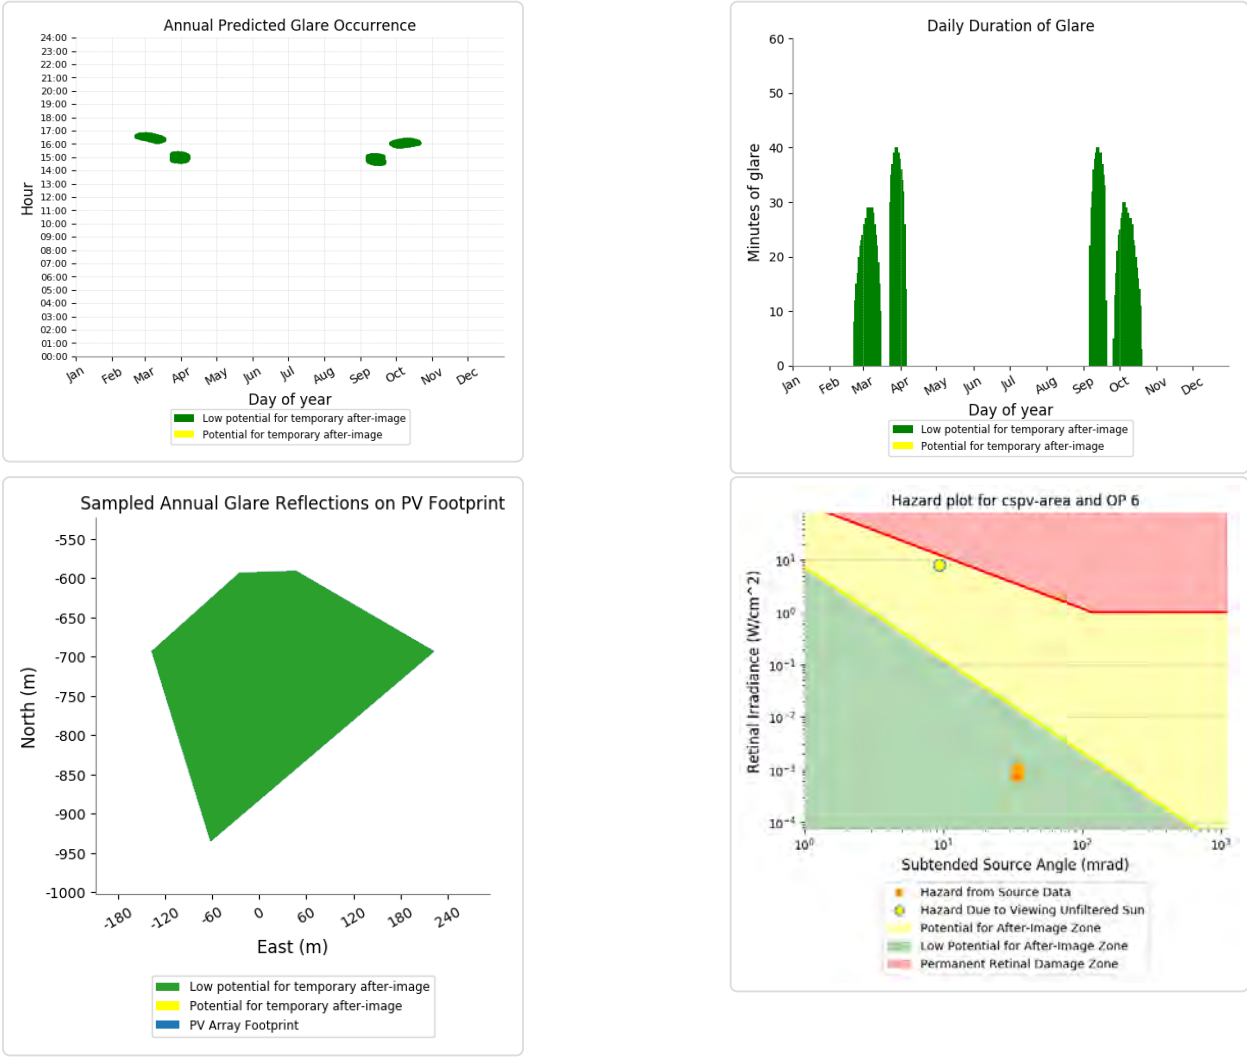 Annual Predicted Glare Occurrence
24:00
23:00
22:00
21:00
20:00
19:00
18:00
17:00
16:00
15:00
14:00
13:00
12:00
11:00
10:00
09:00
08:00
07:00
06:00
05:00
04:00
03:00
02:00
01:00
00:00
Hour
Jan Feb Mar Apr May Jun Jul Aug Sep Oct Nov Dec
Day of year
Low potential for temporary after-image
Potential for temporary after-image
Daily Duration of Glare
60
50
40
30
20
10
0
Minutes of glare
Jan Feb Mar Apr May Jun Jul Aug Sep Oct Nov Dec
Day of year
Low potential for temporary after-image
Potential for temporary after-image
Sampled Annual Glare Reflections on PV Footprint
-550
-600
-650
-700
-750
-800
-850
-900
-950
-1000
North (m)
-180 -120 -60 0 60 120 180 240
East (m)
Low potential for temporary after-image
Potential for temporary after-image
PV Array Footprint
Hazard plot for cspv-area and OP 6
10^1
10^0
10^-1
10^-2
10^-3
10^-4
Retinal Irradiance (W/cm^2)
10^0 10^1 10^2 10^3
Subtended Source Angle (mrad)
Hazard from Source Data
Hazard Due to Viewing Unfiltered Sun
Potential for After-Image Zone
Low Potential for After-Image Zone
Permanent Retinal Damage Zone